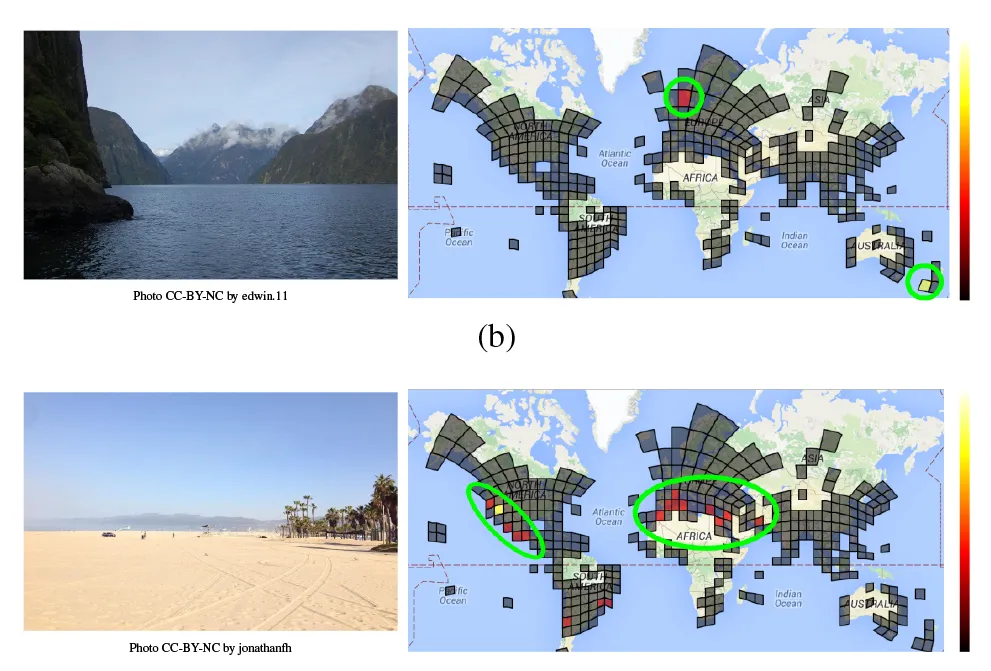 NORTH
AMERICA
Atlantic
Ocean
EUROPE
ASIA
AFRICA
SOUTH
AMERICA
Pacific
Ocean
Indian
Ocean
AUSTRALIA
Photo CC-BY-NC by edwin.11
(b)
NORTH
AMERICA
Atlantic
Ocean
ASIA
AFRICA
SOUTH
AMERICA
Pacific
Ocean
Indian
Ocean
AUSTRALIA
Photo CC-BY-NC by jonathanfh